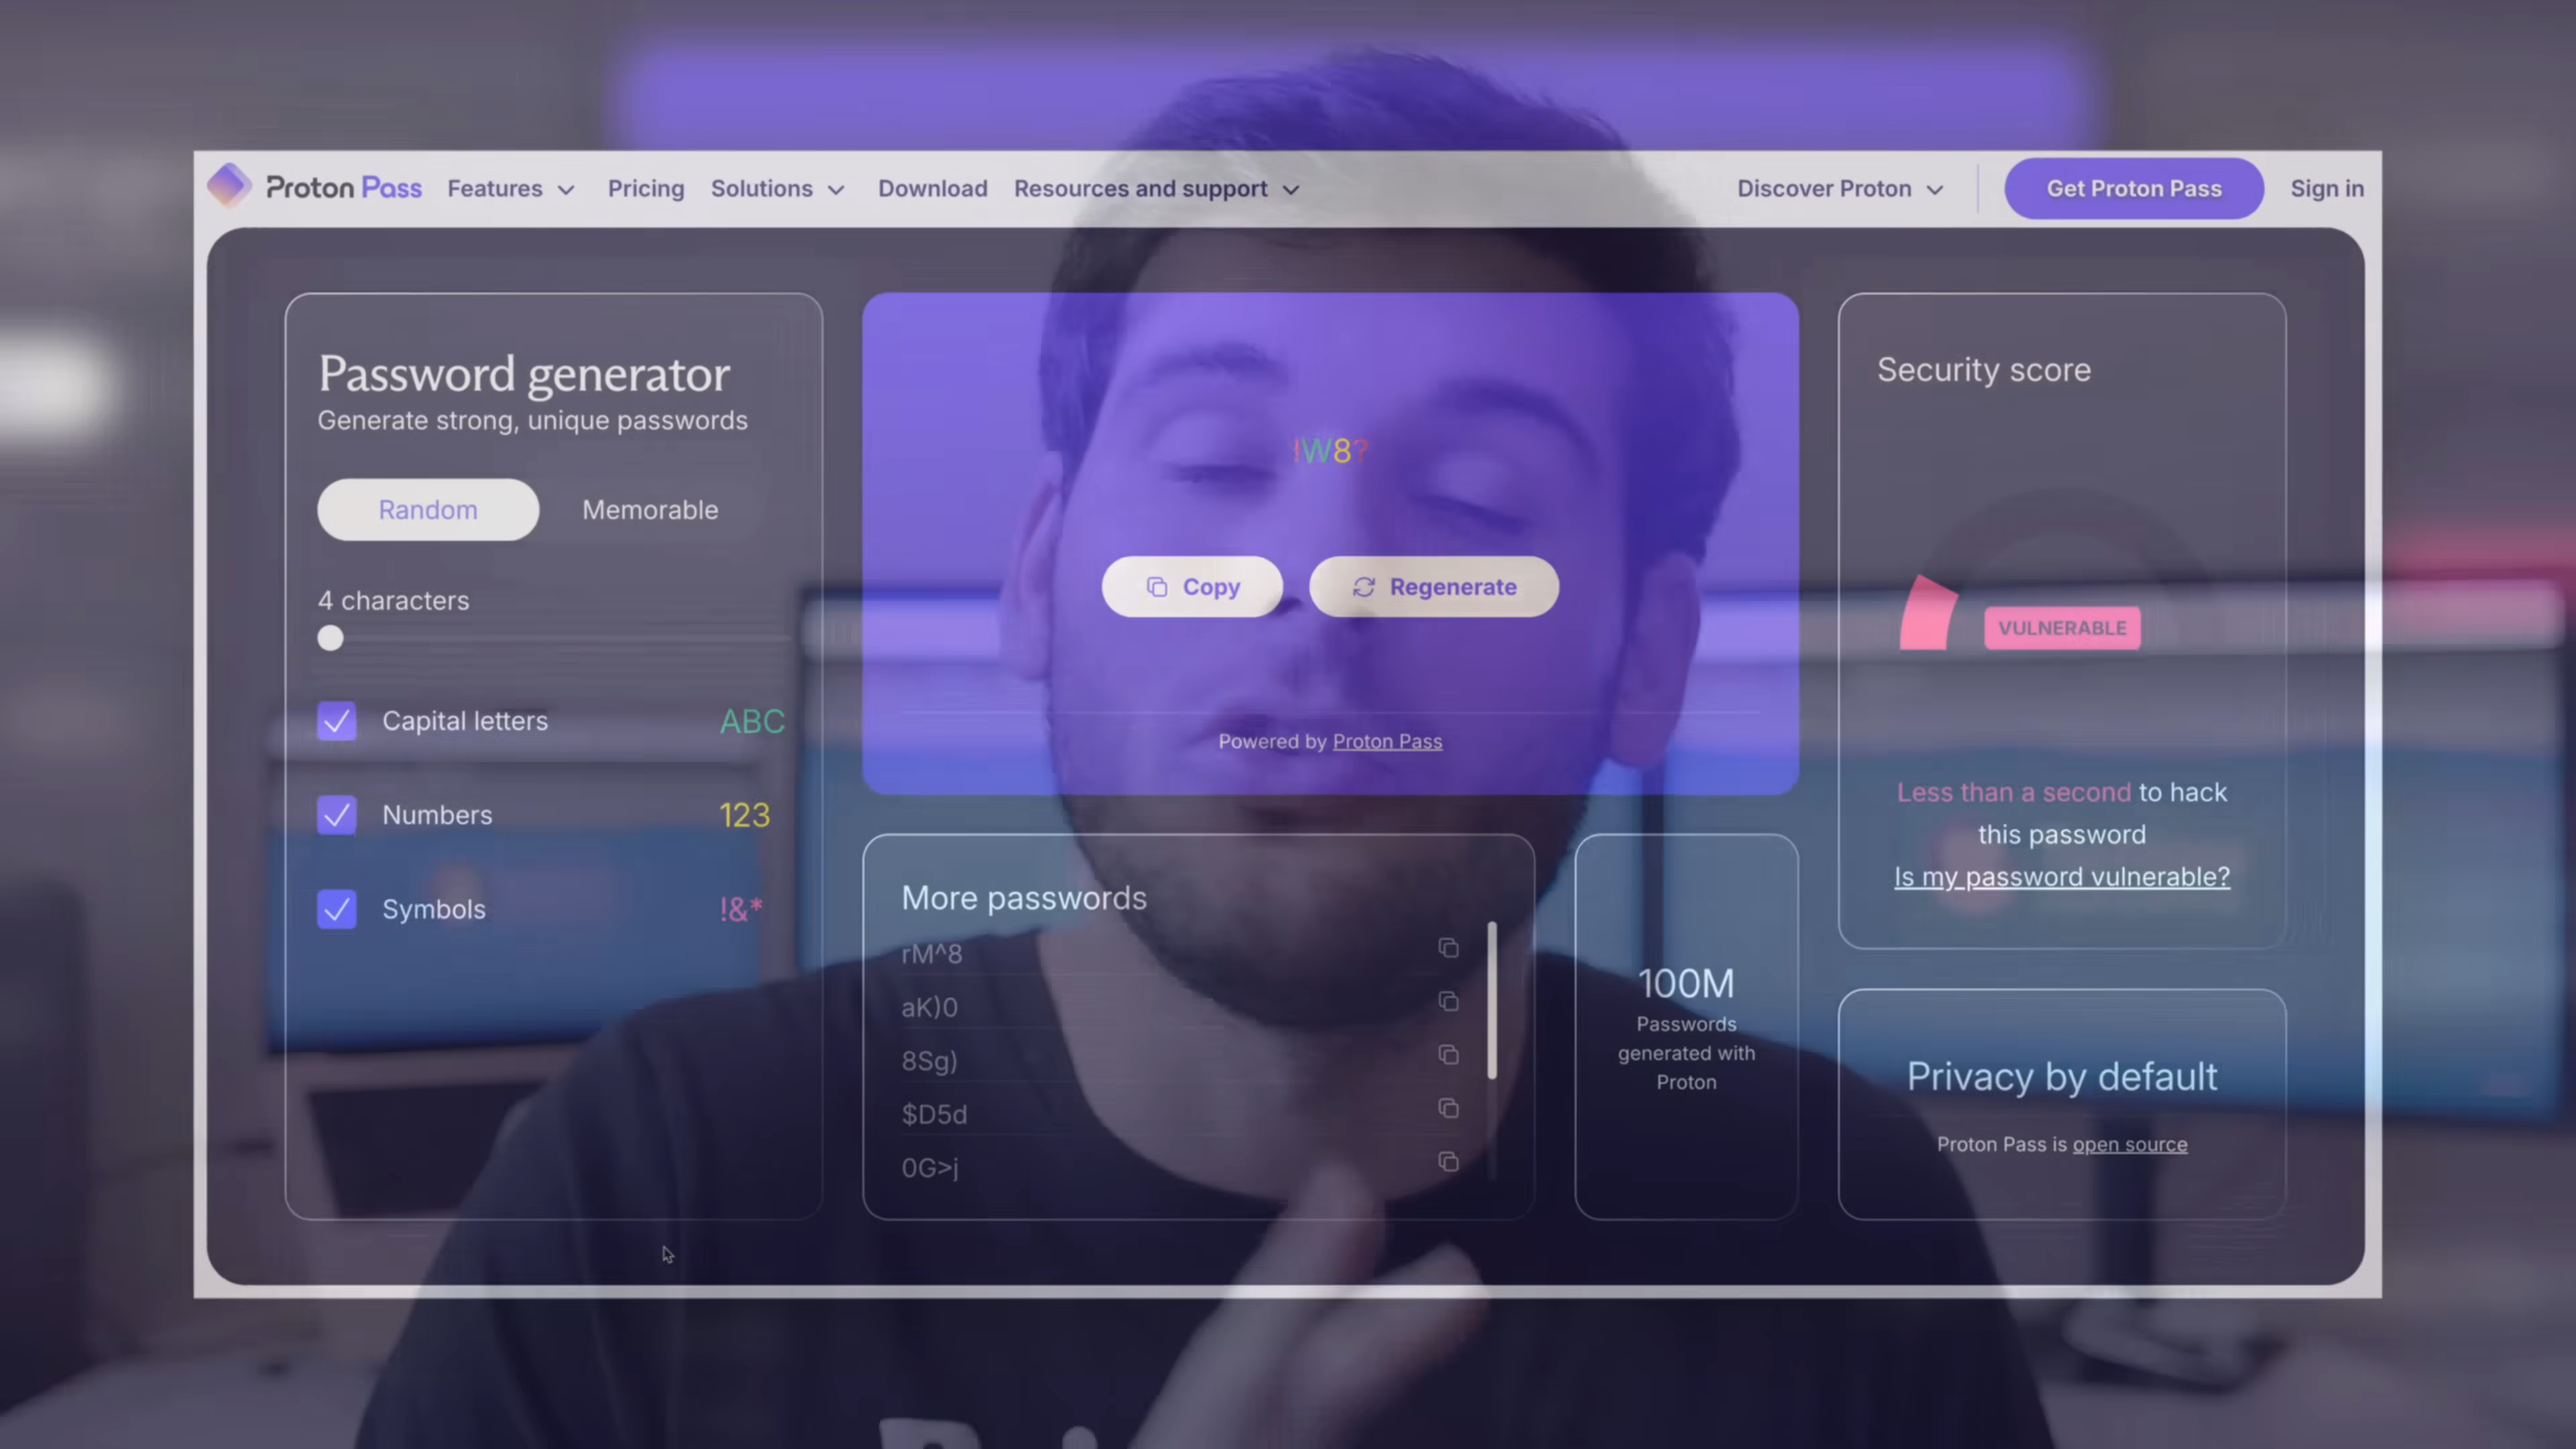 Proton Pass Features Pricing Solutions Download Resources and support Discover Proton Get Proton Pass Sign in
Password generator
Generate strong, unique passwords
Random Memorable
4 characters
Capital letters ABC
Numbers 123
Symbols !&*
!W8?
Copy Regenerate
Powered by Proton Pass
More passwords
rM^8
aK)0
8Sg)
$D5d
0G>j
100M
Passwords
generated with
Proton
Security score
VULNERABLE
Less than a second to hack
this password
Is my password vulnerable?
Privacy by default
Proton Pass is open source